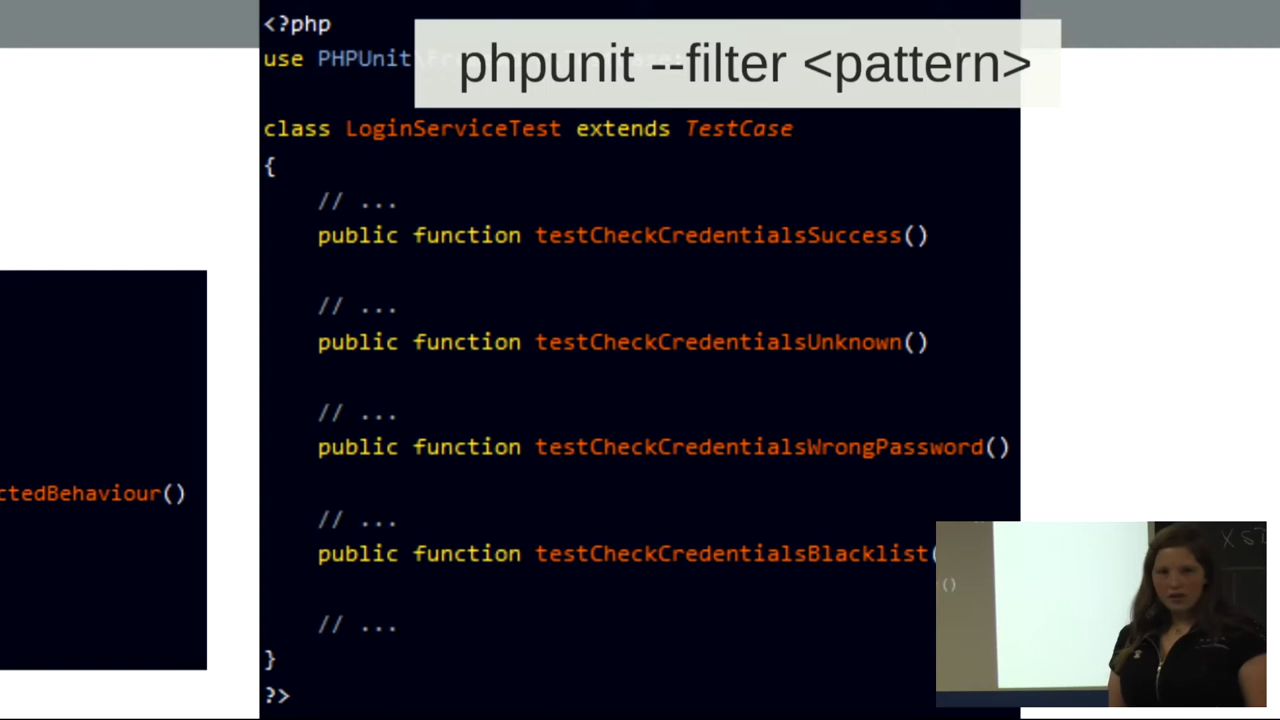 <?php
phpunit --filter <pattern>
use PHPUnit
class LoginServiceTest extends TestCase
{
// ...
public function testCheckCredentialsSuccess()
// ...
public function testCheckCredentialsUnknown()
// ...
public function testCheckCredentialsWrongPassword()
ctedBehaviour()
// ...
public function testCheckCredentialsBlacklist(
()
// ...
}
?>